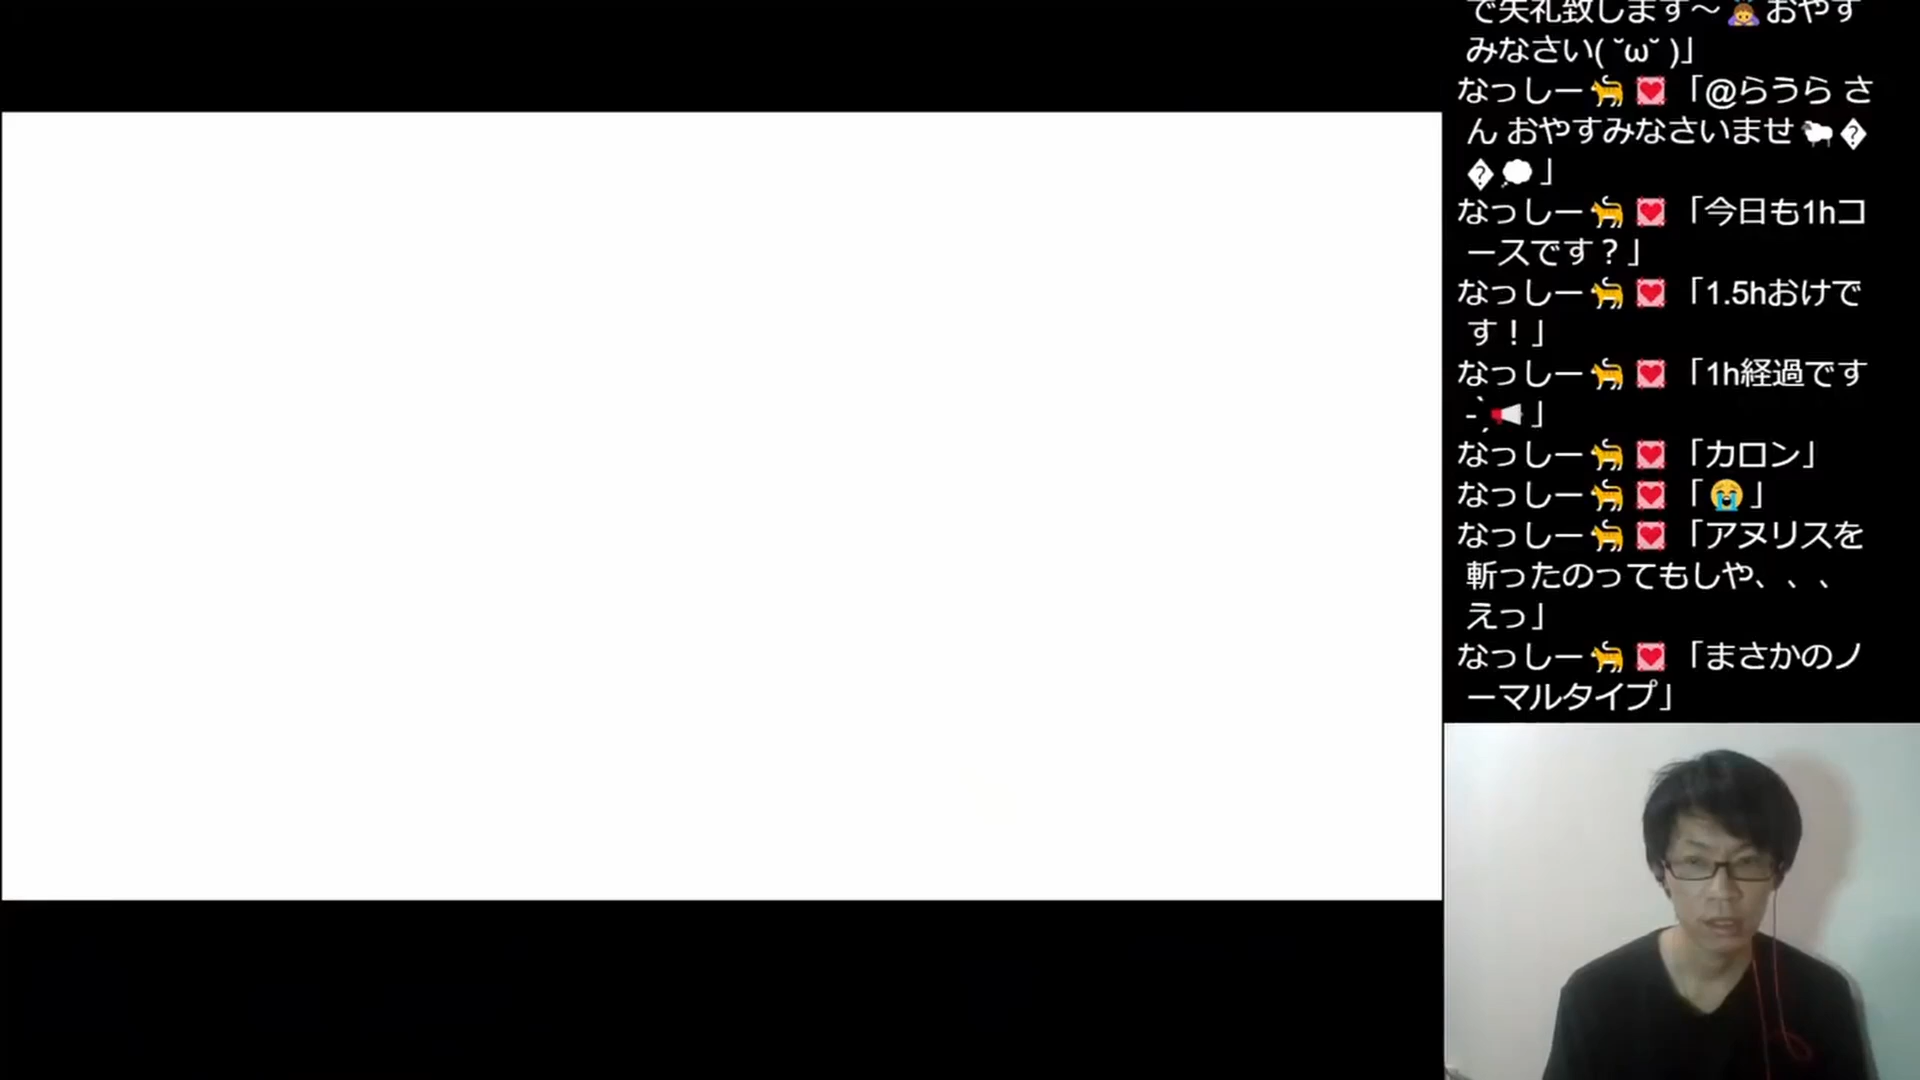 で失礼致します～🙇おやす
みなさい( ˘ω˘ )」
なっしー🐆💟「@らうら さ
ん おやすみなさいませ🐑�
�💭」
なっしー🐆💟「今日も1hコ
ースです？」
なっしー🐆💟「1.5hおけで
す！」
なっしー🐆💟「1h経過です
- ̗̀📣」
なっしー🐆💟「カロン」
なっしー🐆💟「😭」
なっしー🐆💟「アヌリスを
斬ったのってもしや、、、
えっ」
なっしー🐆💟「まさかのノ
ーマルタイプ」